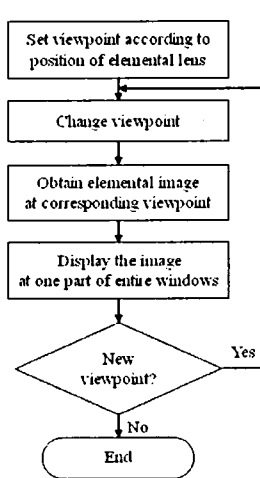 Set viewpoint according to
position of elemental lens
Change viewpoint
Obtain elemental image
at corresponding viewpoint
Display the image
at one part of entire windows
New
viewpoint?
Yes
No
End